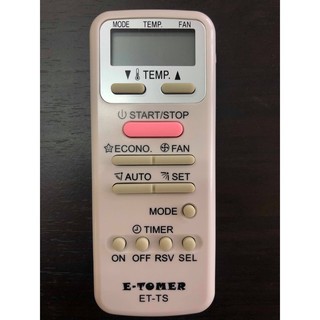 MODE TEMP. FAN
▼ TEMP. ▲
START/STOP
ECONO. FAN
AUTO SET
MODE
TIMER
ON OFF RSV SEL
E-TOMER
ET-TS